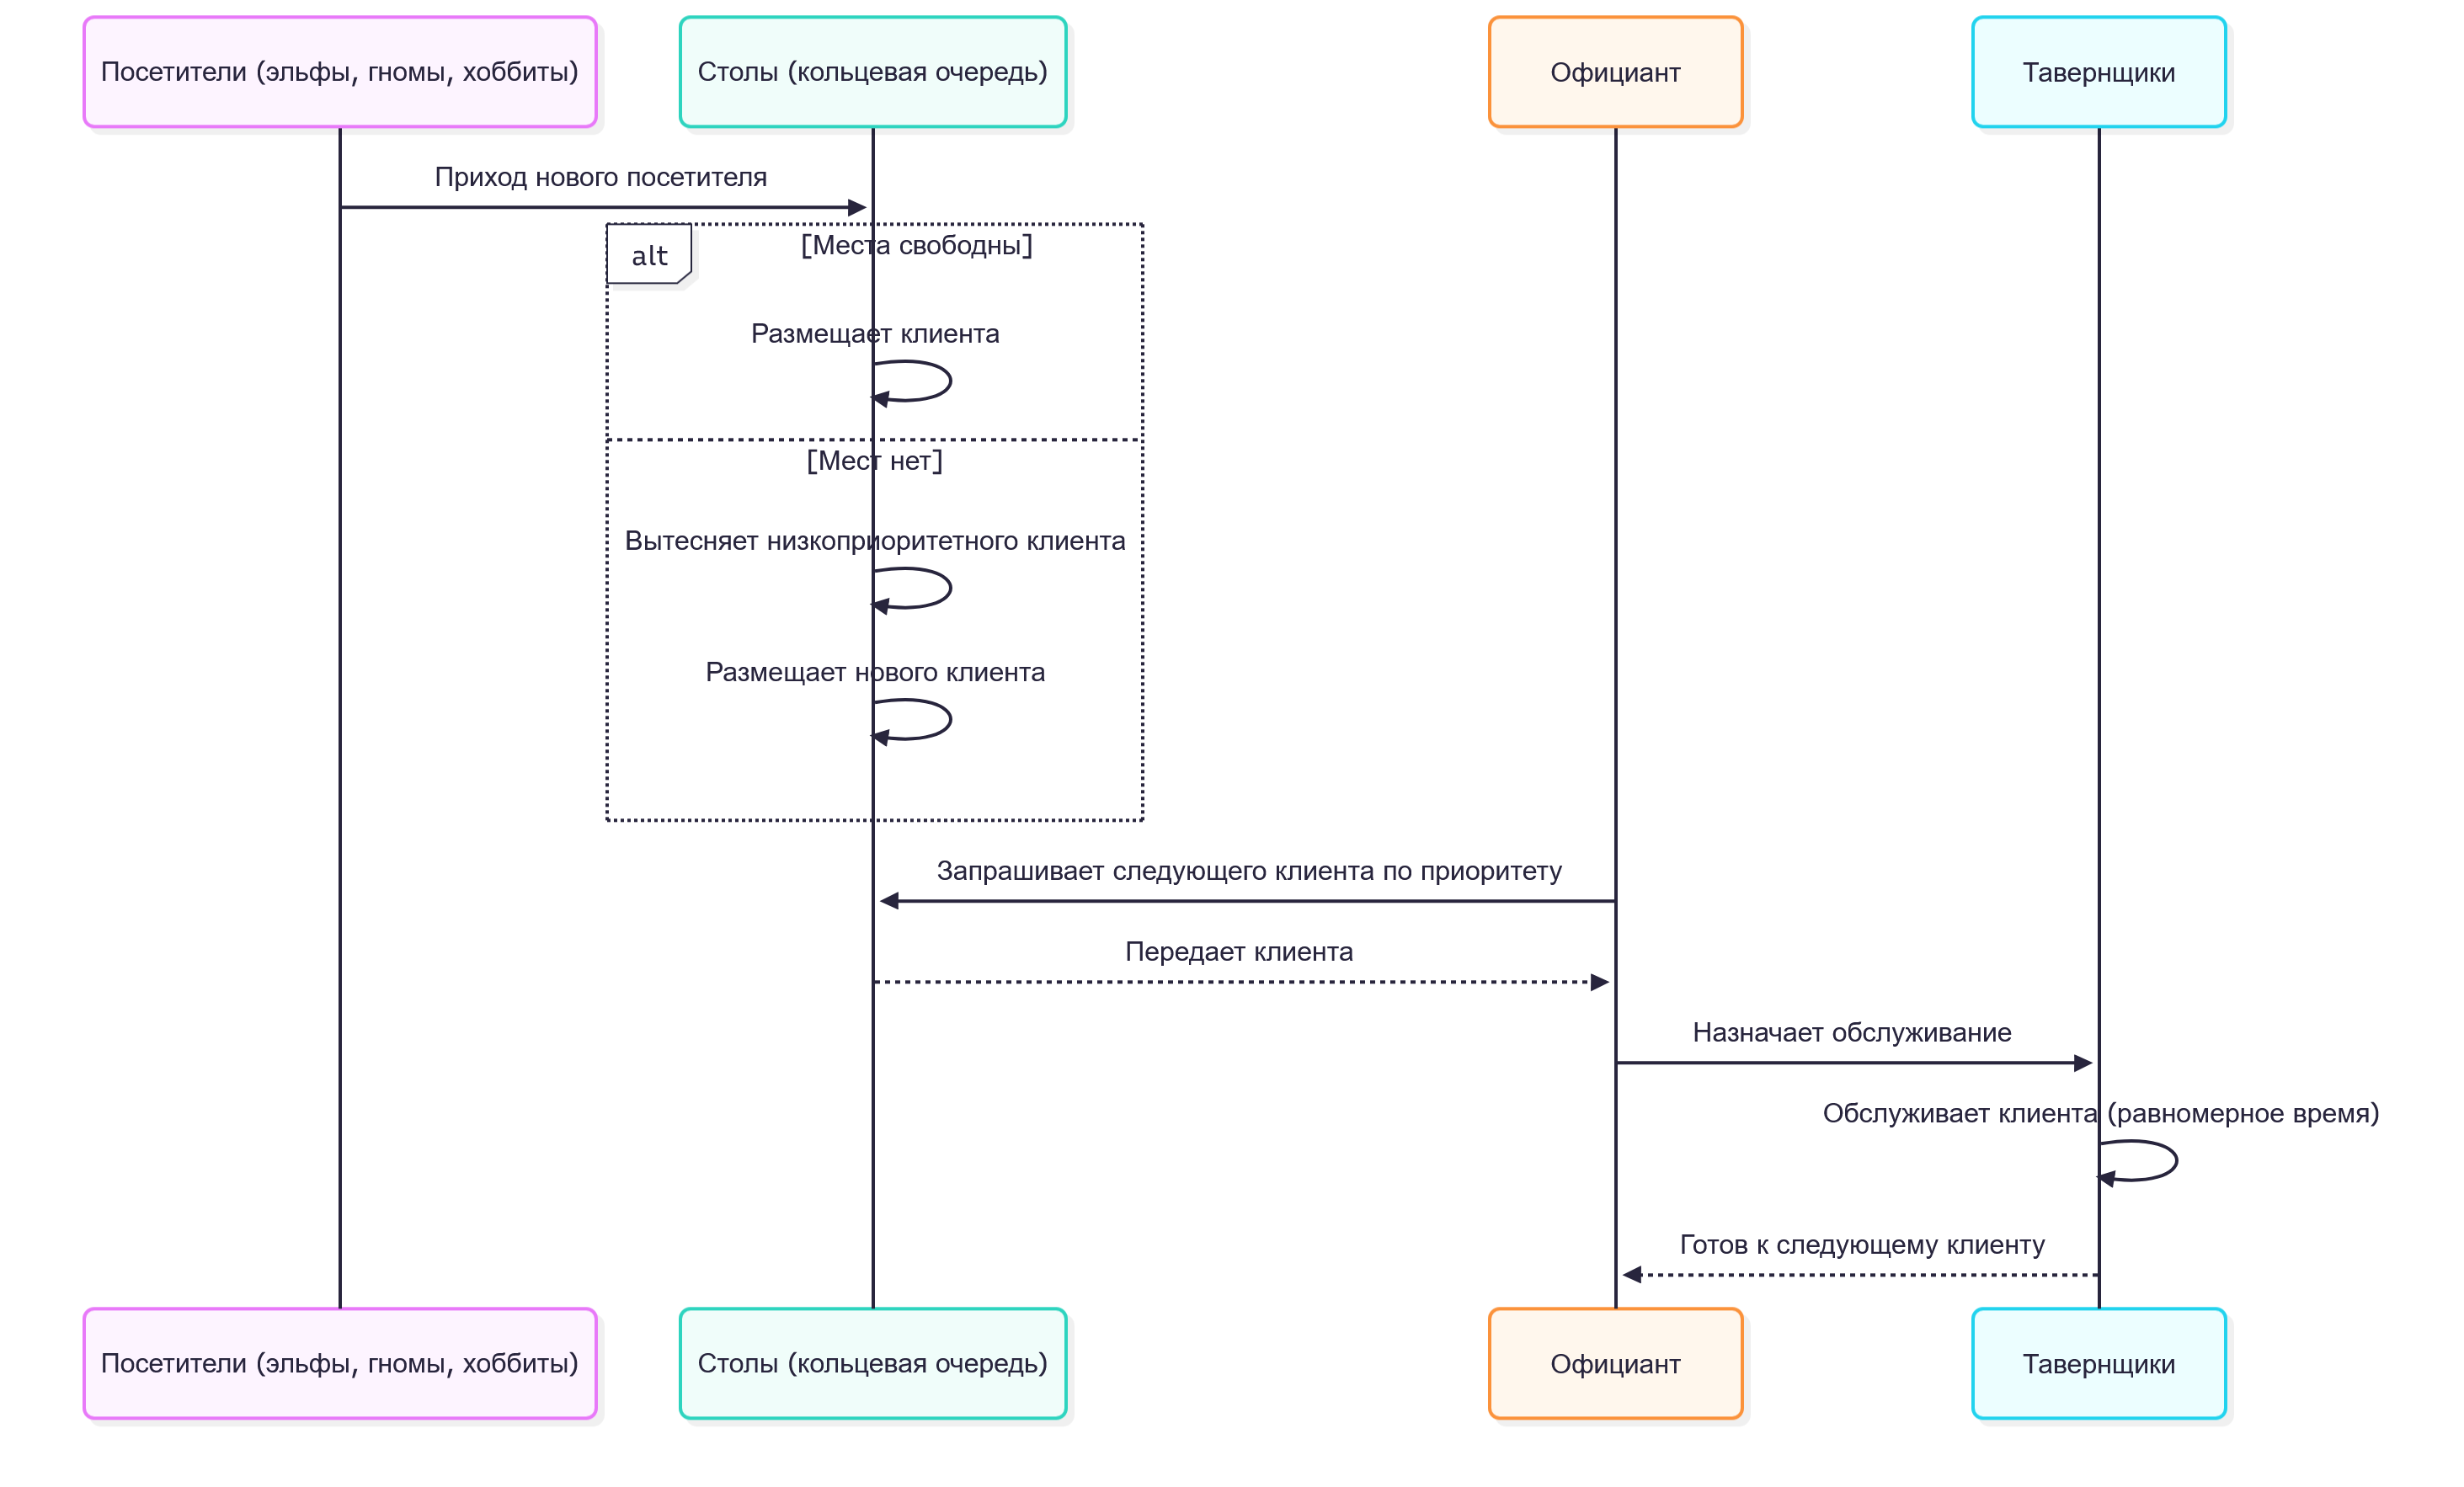 Посетители (эльфы, гномы, хоббиты)
Столы (кольцевая очередь)
Официант
Тавернщики
Приход нового посетителя
alt
[Места свободны]
Размещает клиента
[Мест нет]
Вытесняет низкоприоритетного клиента
Размещает нового клиента
Запрашивает следующего клиента по приоритету
Передает клиента
Назначает обслуживание
Обслуживает клиента (равномерное время)
Готов к следующему клиенту
Посетители (эльфы, гномы, хоббиты)
Столы (кольцевая очередь)
Официант
Тавернщики